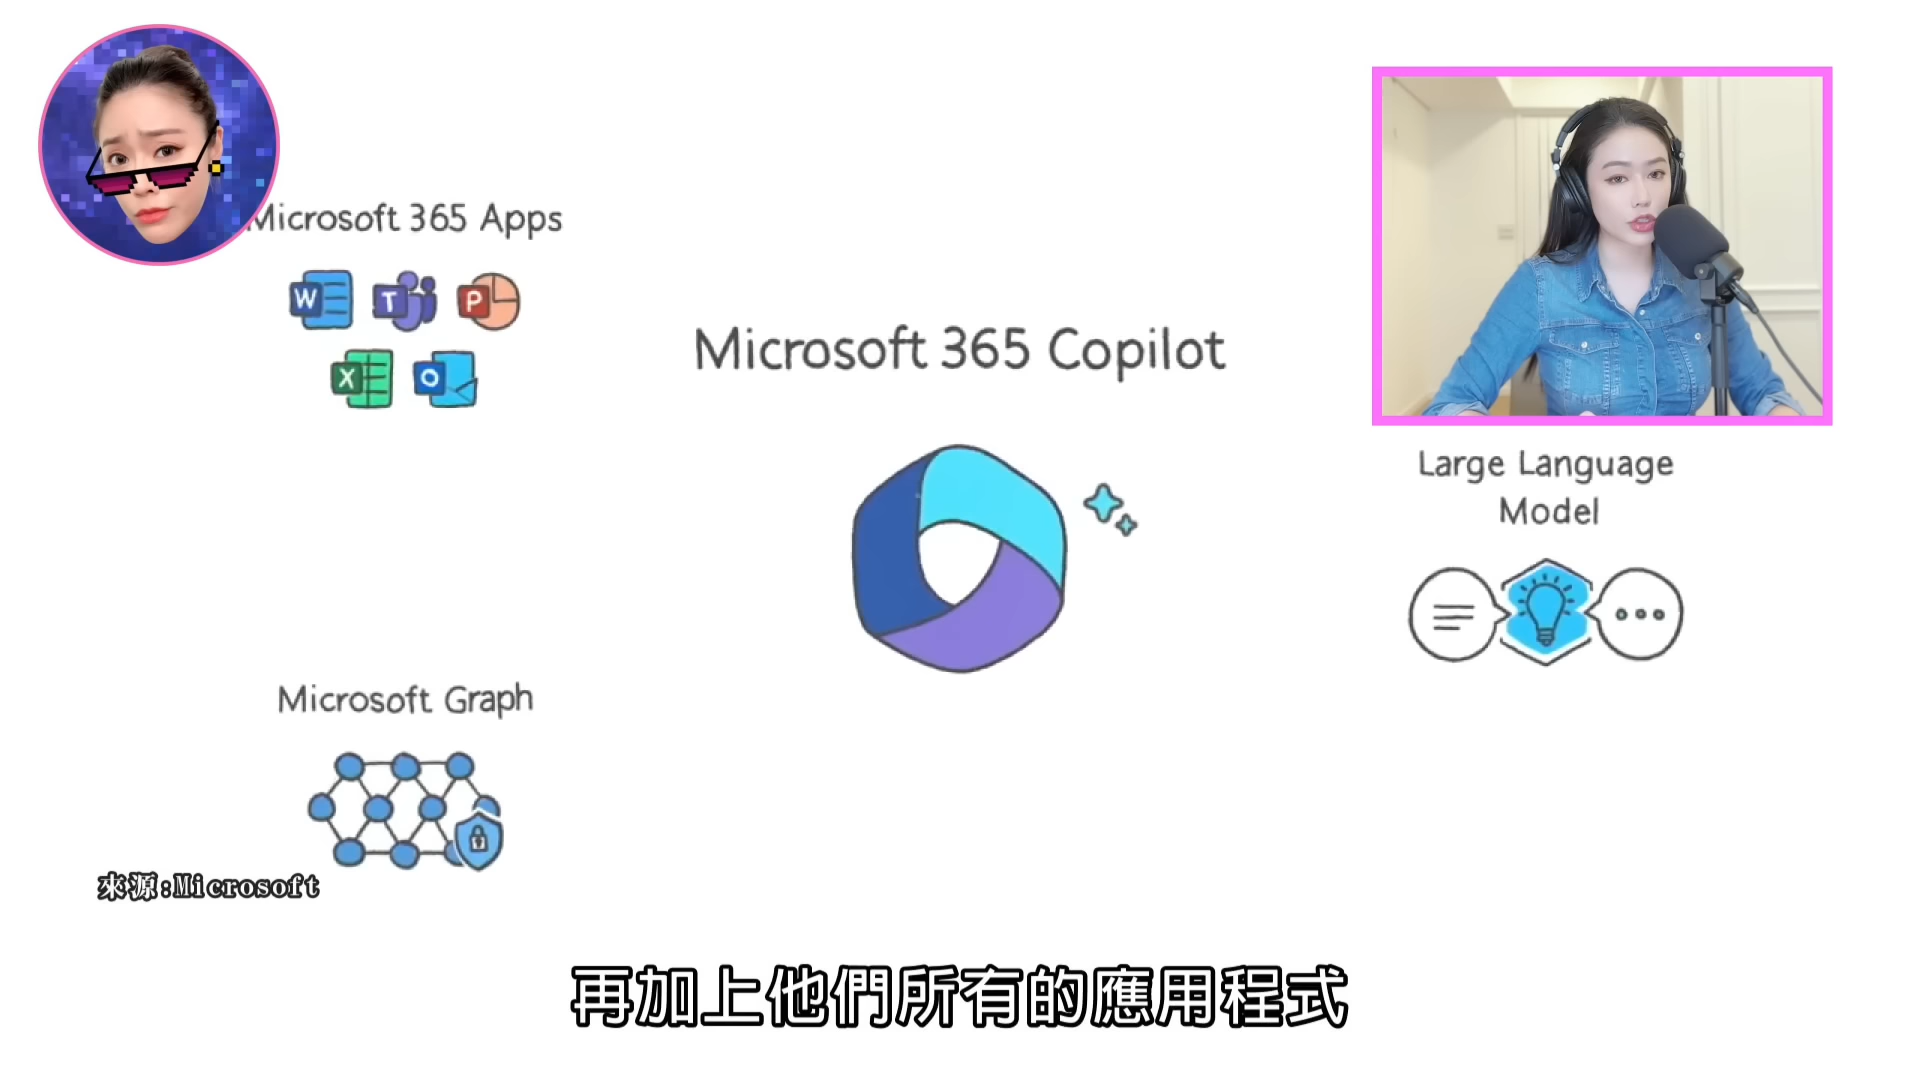 Microsoft 365 Apps
W
T
P
X
O
Microsoft 365 Copilot
Large Language
Model
Microsoft Graph
來源:Microsoft
再加上他們所有的應用程式